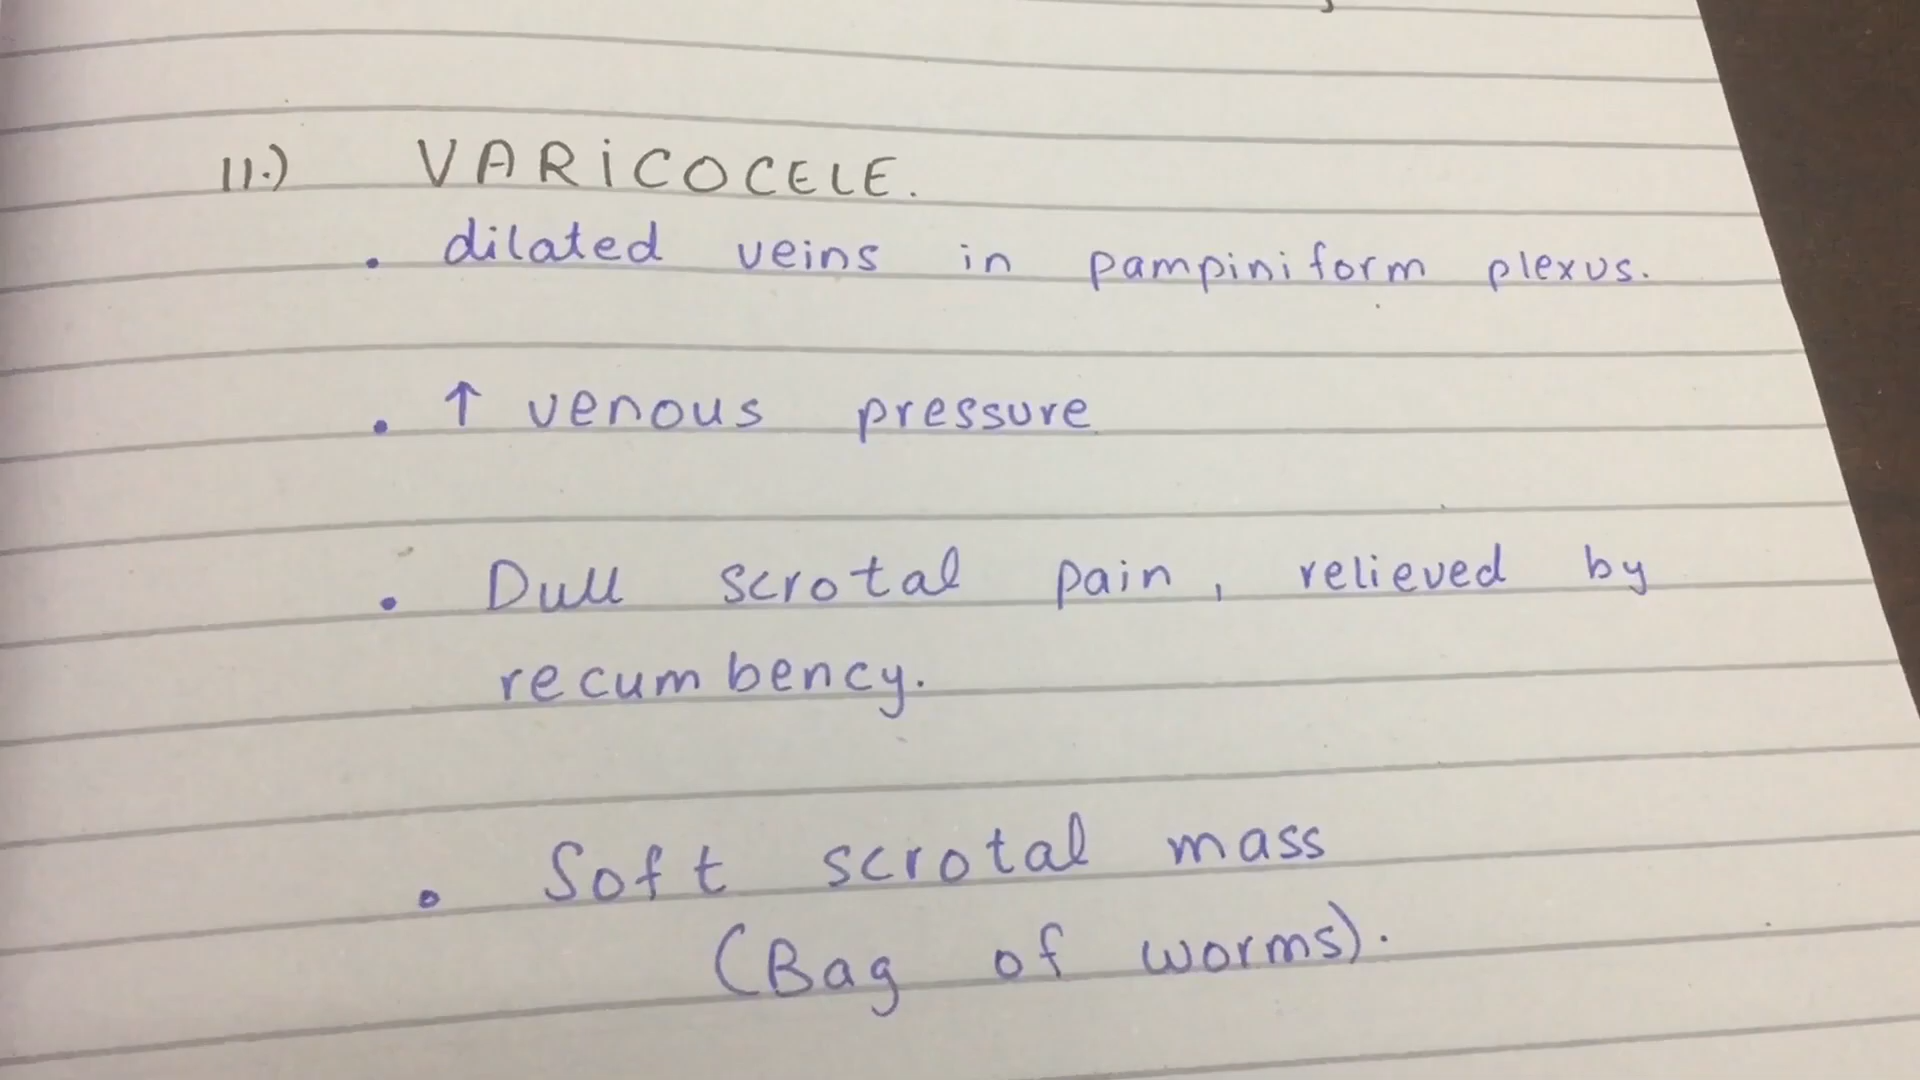 11.) VARiCOCELE.
. dilated veins in pampiniform plexus.
. ↑ venous pressure
. Dull scrotal pain, relieved by
recumbency.
. Soft scrotal mass
(Bag of worms).